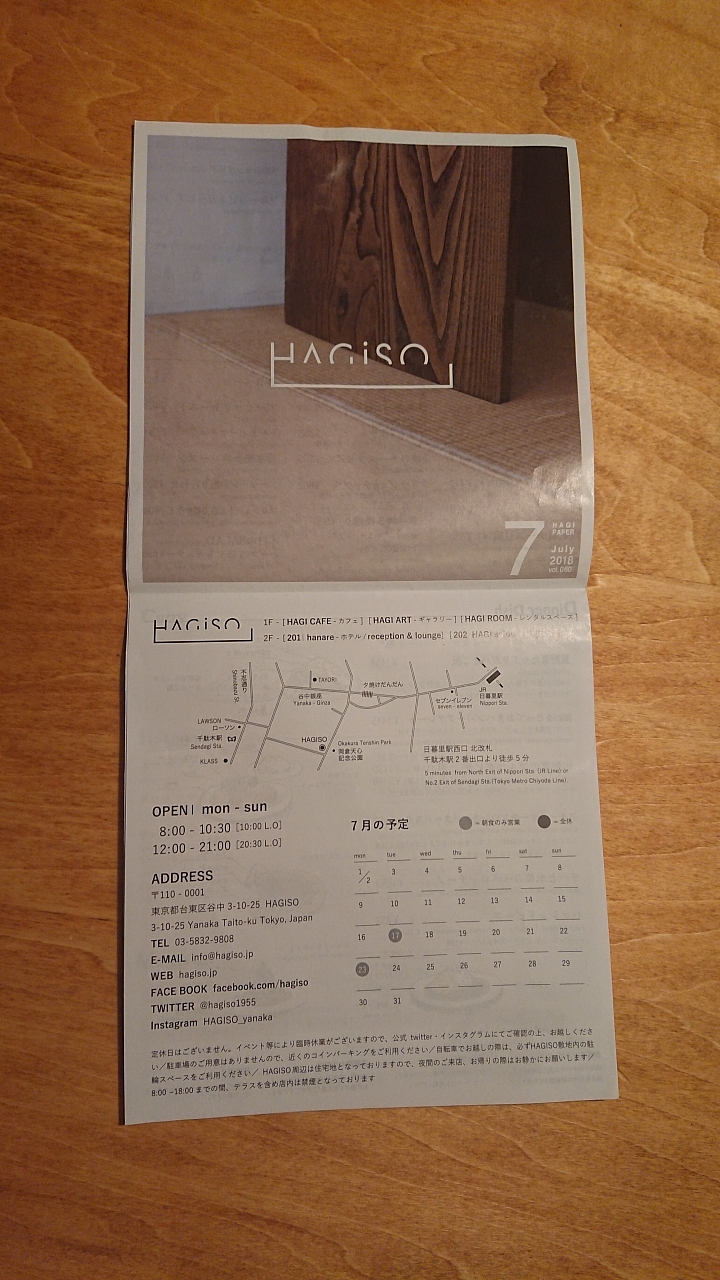 HAGiSO
7
HAGI
PAPER
July
2018
vol.060
HAGiSO
1F - [HAGI CAFE - カフェ] [HAGI ART - ギャラリー] [HAGI ROOM - レンタルスペース]
2F - [201| hanare - ホテル / reception & lounge] [202
不忍通り
Shinobazu St.
TAYORI
谷中銀座
Yanaka - Ginza
夕焼けだんだん
セブンイレブン
seven - eleven
JR
日暮里駅
Nippori Sta.
LAWSON
ローソン
千駄木駅
Sendagi Sta.
KLASS
HAGISO
Okakura Tenshin Park
岡倉天心
記念公園
日暮里駅西口 北改札
千駄木駅 2 番出口より徒歩 5 分
5 minutes from North Exit of Nippori Sta. (JR Line) or
No.2 Exit of Sendagi Sta.(Tokyo Metro Chiyoda Line).
OPEN| mon - sun
8:00 - 10:30 [10:00 L.O]
12:00 - 21:00 [20:30 L.O]
ADDRESS
〒110 - 0001
東京都台東区谷中 3-10-25 HAGISO
3-10-25 Yanaka Taito-ku Tokyo, Japan
TEL 03-5832-9808
E-MAIL info@hagiso.jp
WEB hagiso.jp
FACE BOOK facebook.com/hagiso
TWITTER @hagiso1955
Instagram HAGISO_yanaka
7 月の予定
= 朝食のみ営業
= 全休
mon tue wed thu fri sat sun
1/2 3 4 5 6 7 8
9 10 11 12 13 14 15
16 17 18 19 20 21 22
23 24 25 26 27 28 29
30 31
定休日はございません。イベント等により臨時休業がございますので、公式 twitter・インスタグラムにてご確認の上、お越しくださ
い／駐車場のご用意はありませんので、近くのコインパーキングをご利用ください／自転車でお越しの際は、必ずHAGISO敷地内の駐
輪スペースをご利用ください／ HAGISO 周辺は住宅地となっておりますので、夜間のご来店、お帰りの際はお静かにお願いします／
8:00 –18:00 までの間、テラスを含め店内は禁煙となっております